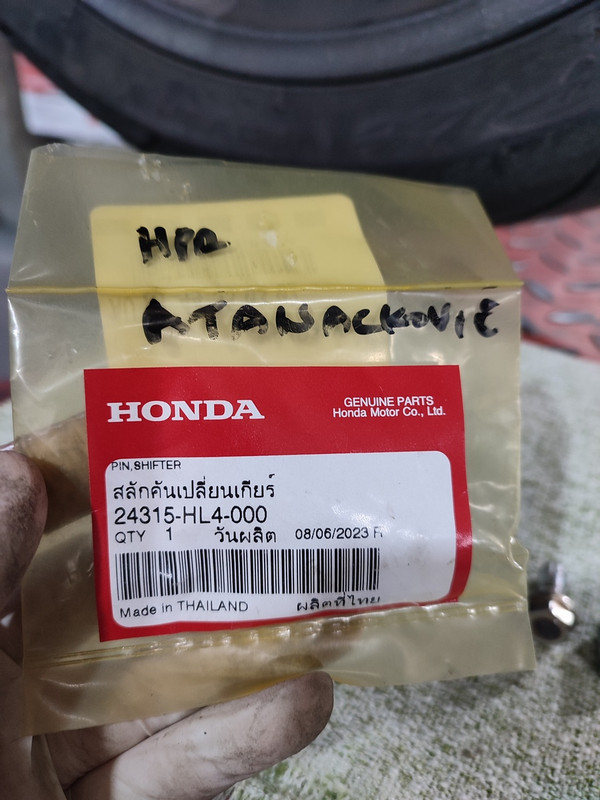 ATANACKOVIĆ
HONDA
GENUINE PARTS
Honda Motor Co., Ltd.
PIN,SHIFTER
สลักคันเปลี่ยนเกียร์
24315-HL4-000
QTY 1 วันผลิต 08/06/2023 F
Made in THAILAND ผลิตที่ไทย